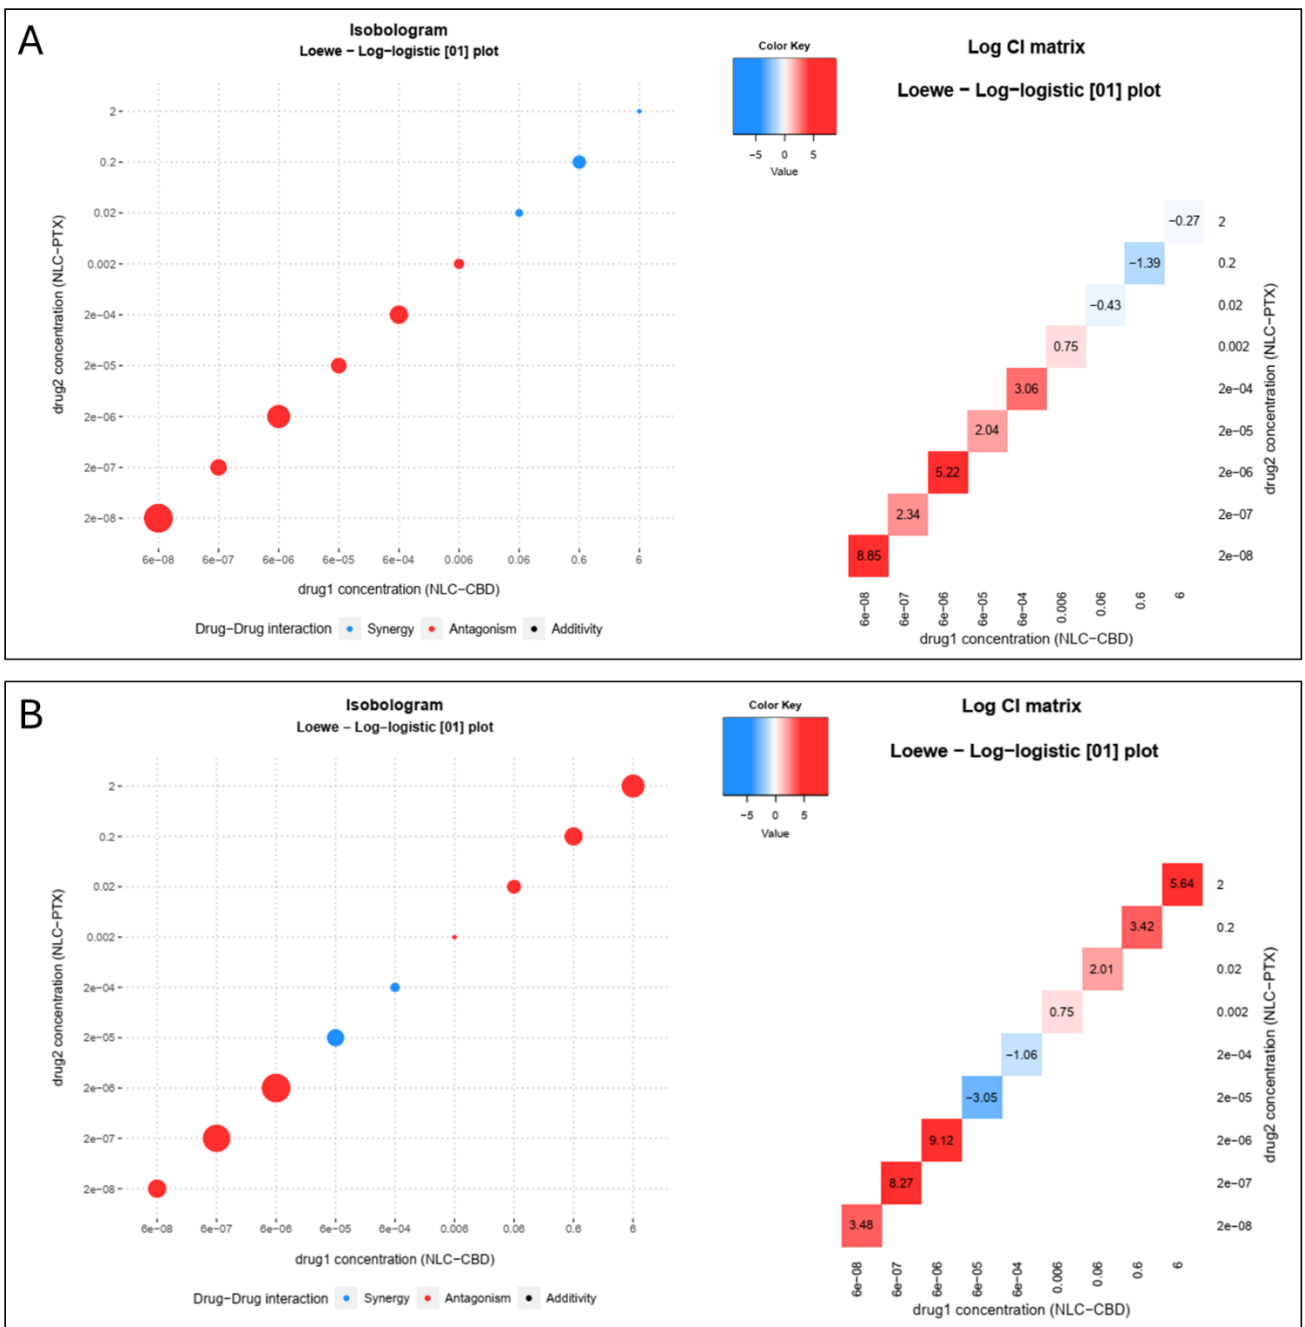 A
Isobologram
Loewe − Log−logistic [01] plot
drug2 concentration (NLC−PTX)
2
0.2
0.02
0.002
2e−04
2e−05
2e−06
2e−07
2e−08
6e−08 6e−07 6e−06 6e−05 6e−04 0.006 0.06 0.6 6
drug1 concentration (NLC−CBD)
Drug−Drug interaction Synergy Antagonism Additivity
Color Key
−5 0 5
Value
Log CI matrix
Loewe − Log−logistic [01] plot
−0.27 2
−1.39 0.2
−0.43 0.02
0.75 0.002
3.06 2e−04
2.04 2e−05
5.22 2e−06
2.34 2e−07
8.85 2e−08
drug2 concentration (NLC−PTX)
6e−08 6e−07 6e−06 6e−05 6e−04 0.006 0.06 0.6 6
drug1 concentration (NLC−CBD)
B
Isobologram
Loewe − Log−logistic [01] plot
drug2 concentration (NLC−PTX)
2
0.2
0.02
0.002
2e−04
2e−05
2e−06
2e−07
2e−08
6e−08 6e−07 6e−06 6e−05 6e−04 0.006 0.06 0.6 6
drug1 concentration (NLC−CBD)
Drug−Drug interaction Synergy Antagonism Additivity
Color Key
−5 0 5
Value
Log CI matrix
Loewe − Log−logistic [01] plot
5.64 2
3.42 0.2
2.01 0.02
0.75 0.002
−1.06 2e−04
−3.05 2e−05
9.12 2e−06
8.27 2e−07
3.48 2e−08
drug2 concentration (NLC−PTX)
6e−08 6e−07 6e−06 6e−05 6e−04 0.006 0.06 0.6 6
drug1 concentration (NLC−CBD)